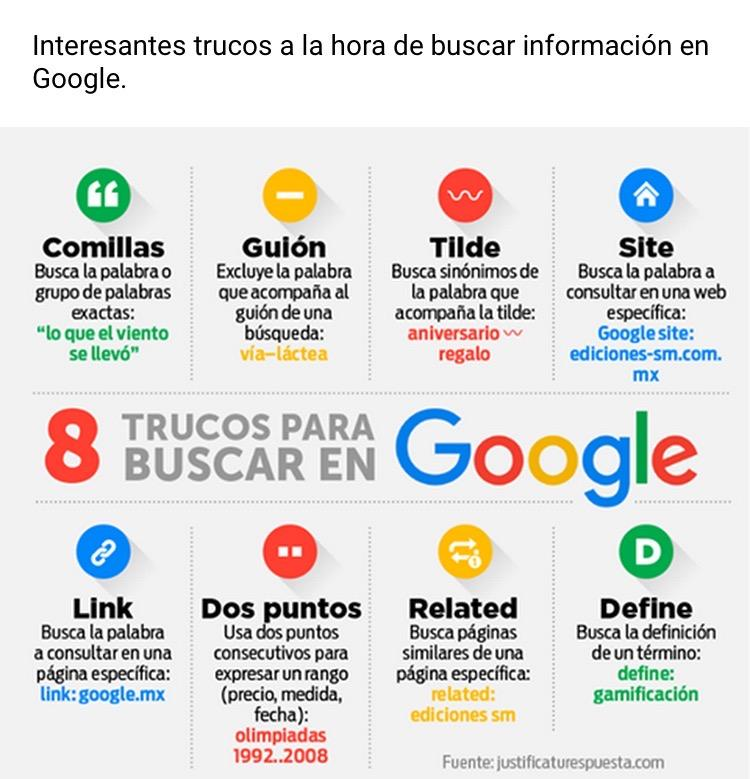 Interesantes trucos a la hora de buscar información en
Google.
Comillas
Busca la palabra o
grupo de palabras
exactas:
“lo que el viento
se llevó”
Guión
Excluye la palabra
que acompaña al
guión de una
búsqueda:
vía–láctea
Tilde
Busca sinónimos de
la palabra que
acompaña la tilde:
aniversario 〰
regalo
Site
Busca la palabra a
consultar en una web
específica:
Google site:
ediciones-sm.com.
mx
8 TRUCOS PARA
BUSCAR EN Google
Link
Busca la palabra
a consultar en una
página específica:
link: google.mx
Dos puntos
Usa dos puntos
consecutivos para
expresar un rango
(precio, medida,
fecha):
olimpiadas
1992..2008
Related
Busca páginas
similares de una
página específica:
related:
ediciones sm
D
Define
Busca la definición
de un término:
define:
gamificación
Fuente: justificaturespuesta.com